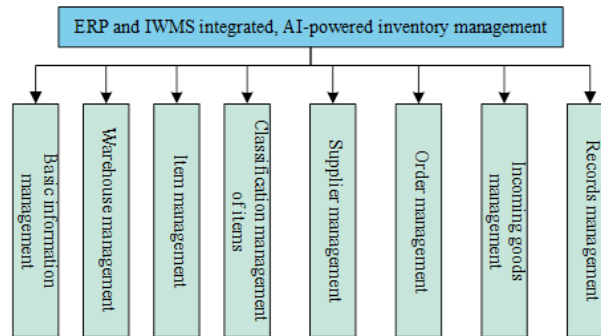 ERP and IWMS integrated, AI-powered inventory management
Basic information
management
Warehouse management
Item management
Classification management
of items
Supplier management
Order management
Incoming goods
management
Records management